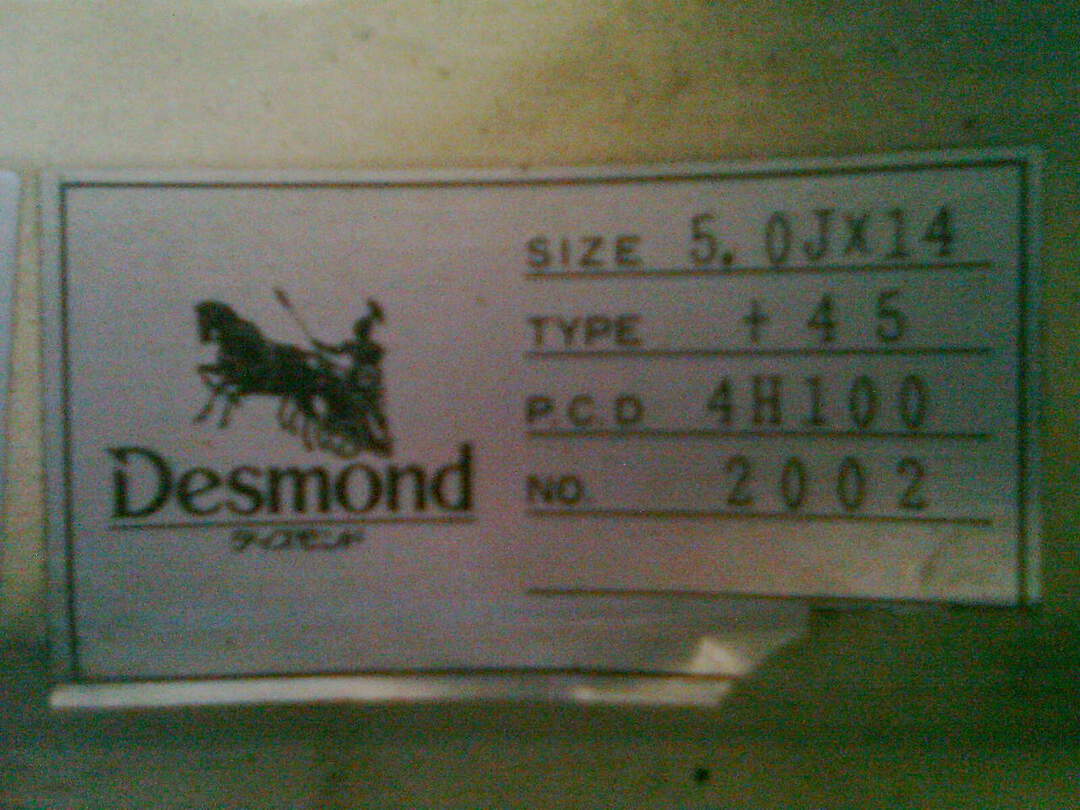 SIZE 5.0JX14
TYPE +45
P.C.D 4H100
NO. 2002
Desmond